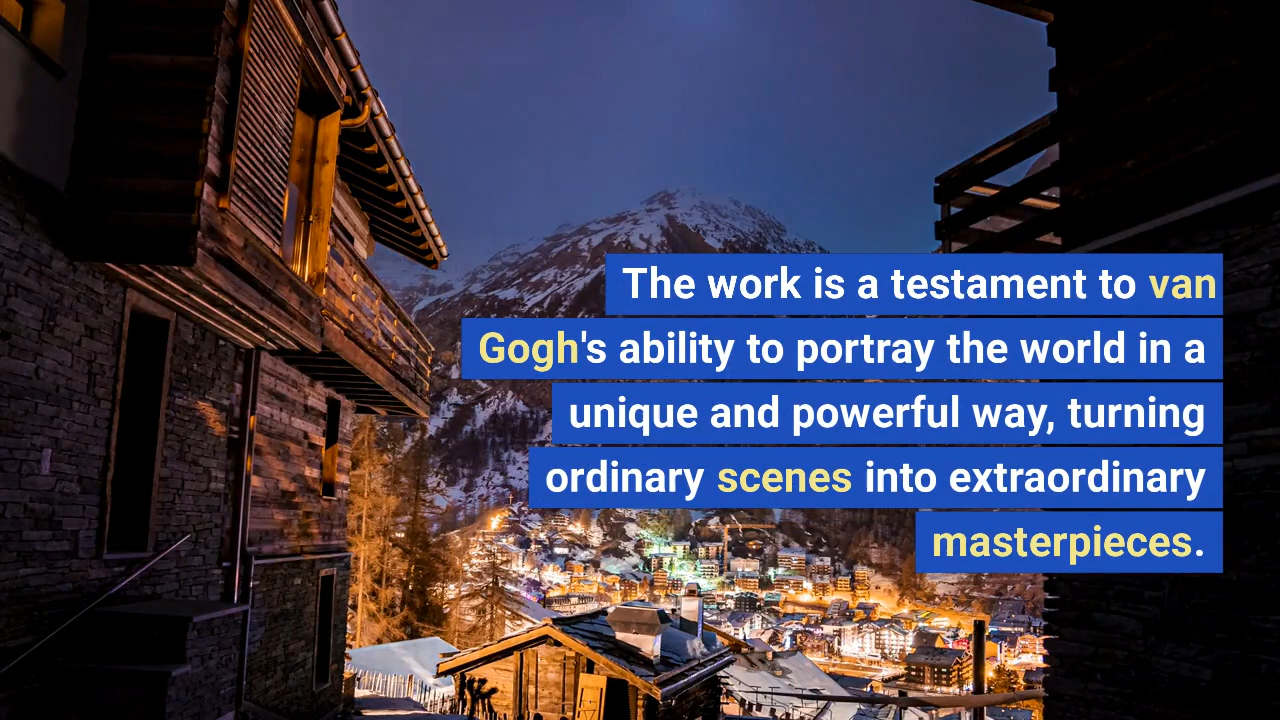 The work is a testament to van
Gogh's ability to portray the world in a
unique and powerful way, turning
ordinary scenes into extraordinary
masterpieces.